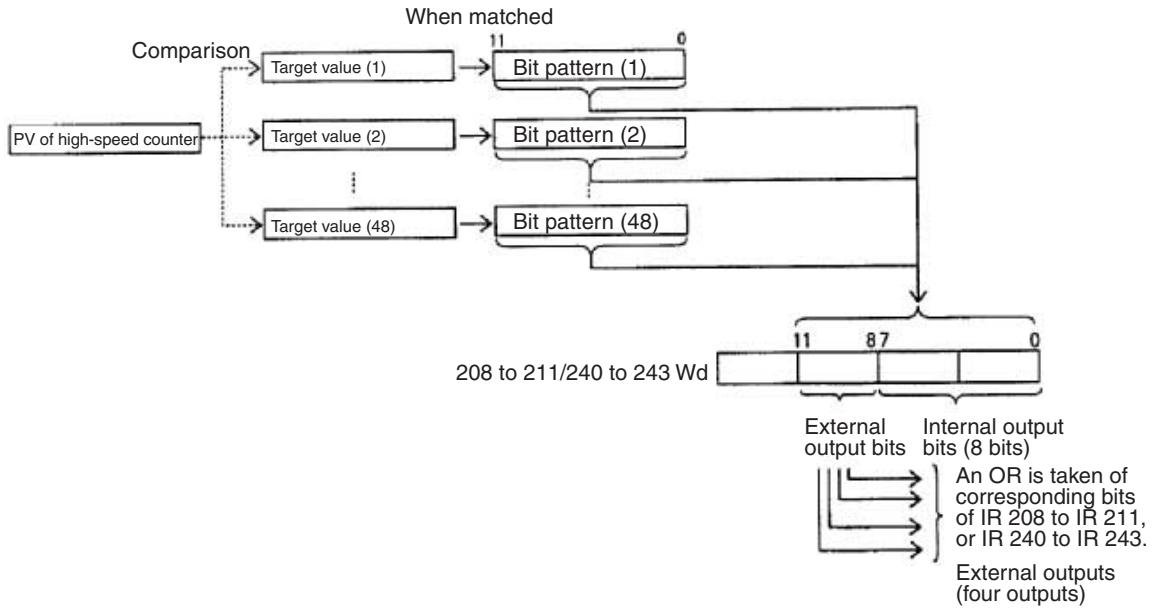 When matched
11 0
Comparison
Target value (1)
Bit pattern (1)
PV of high-speed counter
Target value (2)
Bit pattern (2)
Target value (48)
Bit pattern (48)
11 8 7 0
208 to 211/240 to 243 Wd
External
output bits
Internal output
bits (8 bits)
An OR is taken of
corresponding bits
of IR 208 to IR 211,
or IR 240 to IR 243.
External outputs
(four outputs)